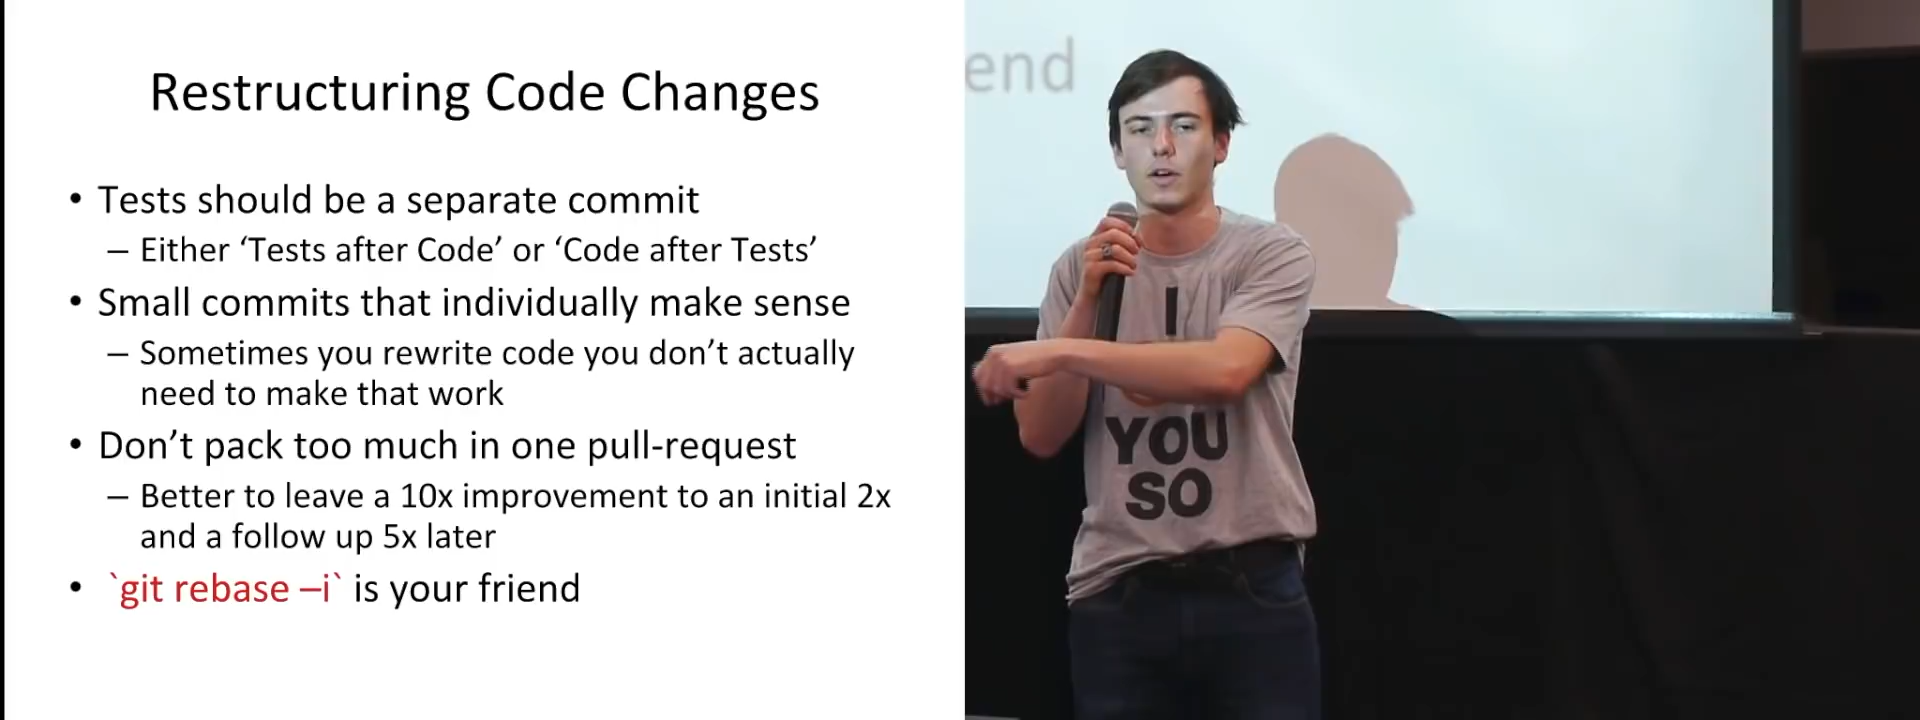 Restructuring Code Changes
• Tests should be a separate commit
– Either ‘Tests after Code’ or ‘Code after Tests’
• Small commits that individually make sense
– Sometimes you rewrite code you don’t actually
need to make that work
• Don’t pack too much in one pull-request
– Better to leave a 10x improvement to an initial 2x
and a follow up 5x later
• `git rebase –i` is your friend
end
I
YOU
SO